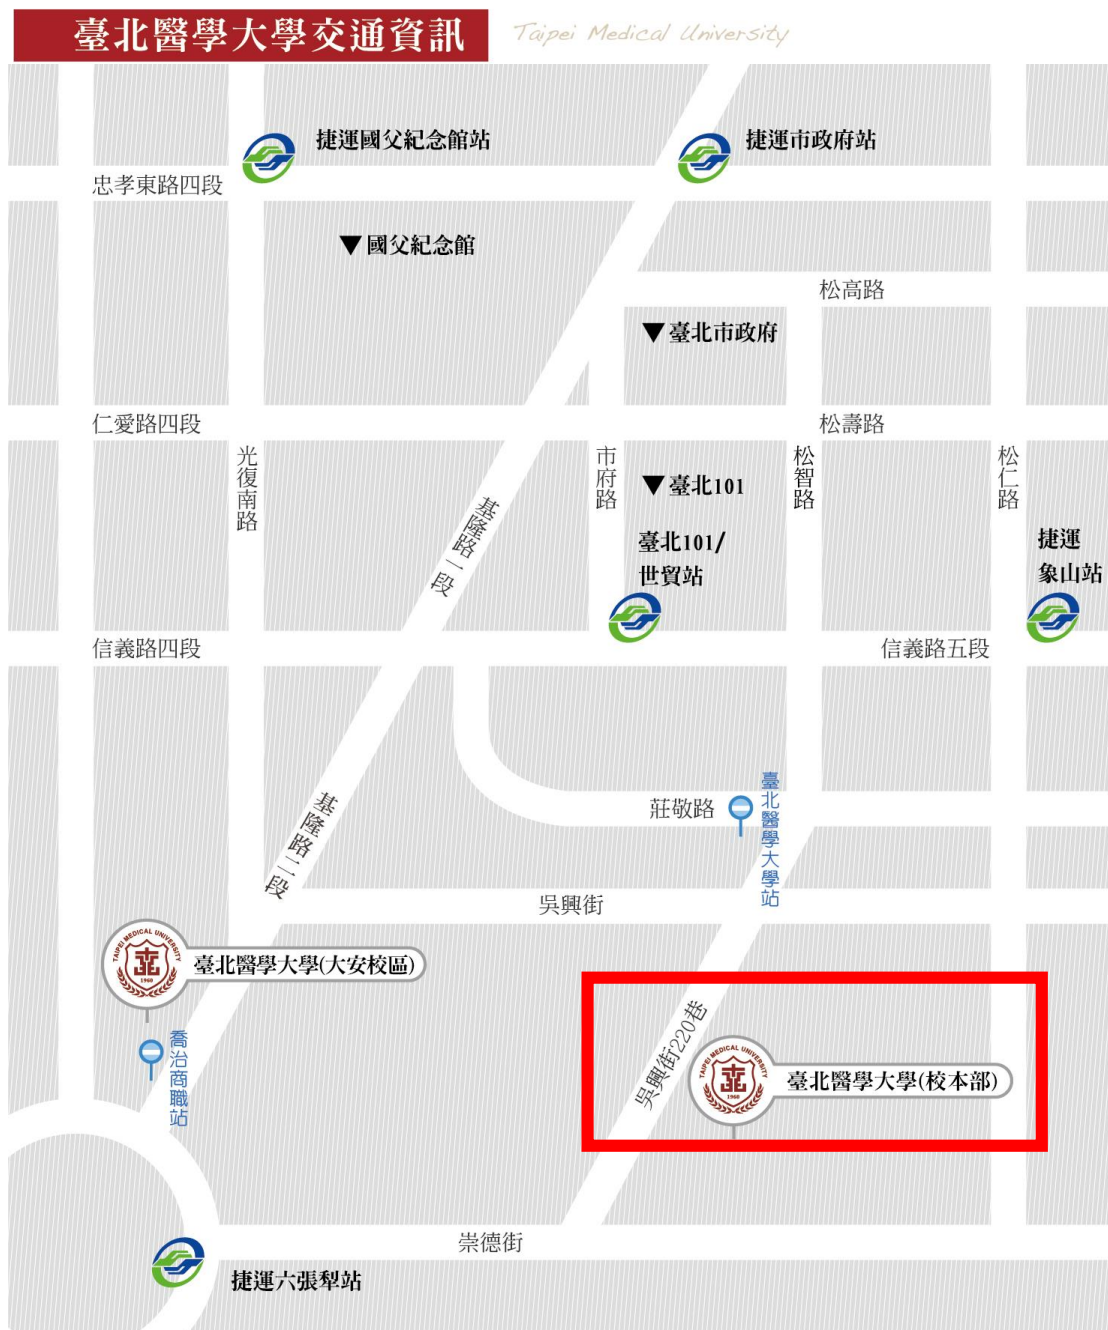 臺北醫學大學交通資訊
Taipei Medical University
捷運國父紀念館站
捷運市政府站
忠孝東路四段
▼國父紀念館
松高路
▼臺北市政府
仁愛路四段
松壽路
光復南路
市府路
松智路
松仁路
▼臺北101
基隆路一段
臺北101/
世貿站
捷運
象山站
信義路四段
信義路五段
臺北醫學大學站
莊敬路
基隆路二段
吳興街
TAIPEI MEDICAL UNIVERSITY
1960
臺北醫學大學(大安校區)
吳興街220巷
喬治商職站
TAIPEI MEDICAL UNIVERSITY
1960
臺北醫學大學(校本部)
崇德街
捷運六張犁站